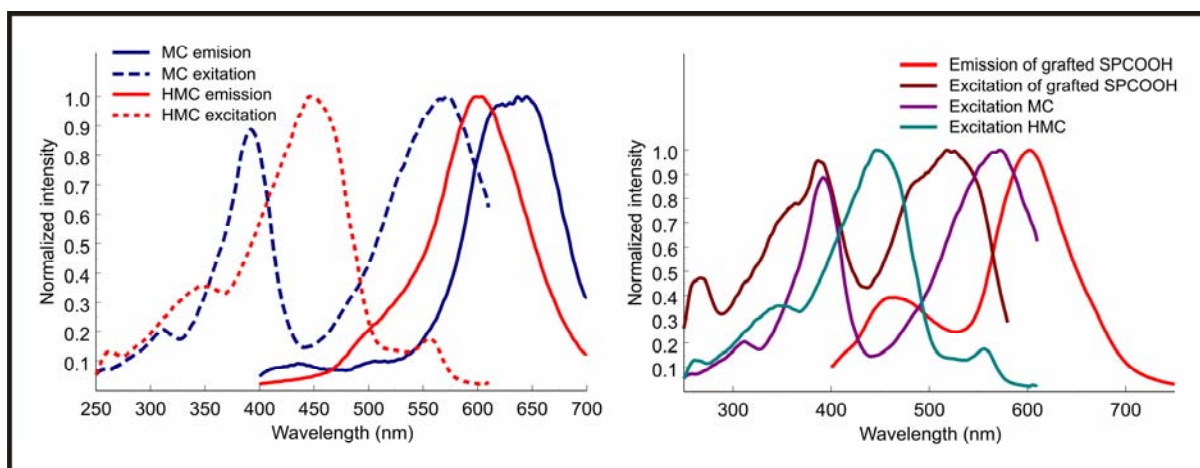 MC emision
MC exitation
HMC emission
HMC excitation
Normalized intensity
1.0
0.9
0.8
0.7
0.6
0.5
0.4
0.3
0.2
0.1
250 300 350 400 450 500 550 600 650 700
Wavelength (nm)
Emission of grafted SPCOOH
Excitation of grafted SPCOOH
Excitation MC
Excitation HMC
Normalized intensity
1.0
0.9
0.8
0.7
0.6
0.5
0.4
0.3
0.2
0.1
300 400 500 600 700
Wavelength (nm)